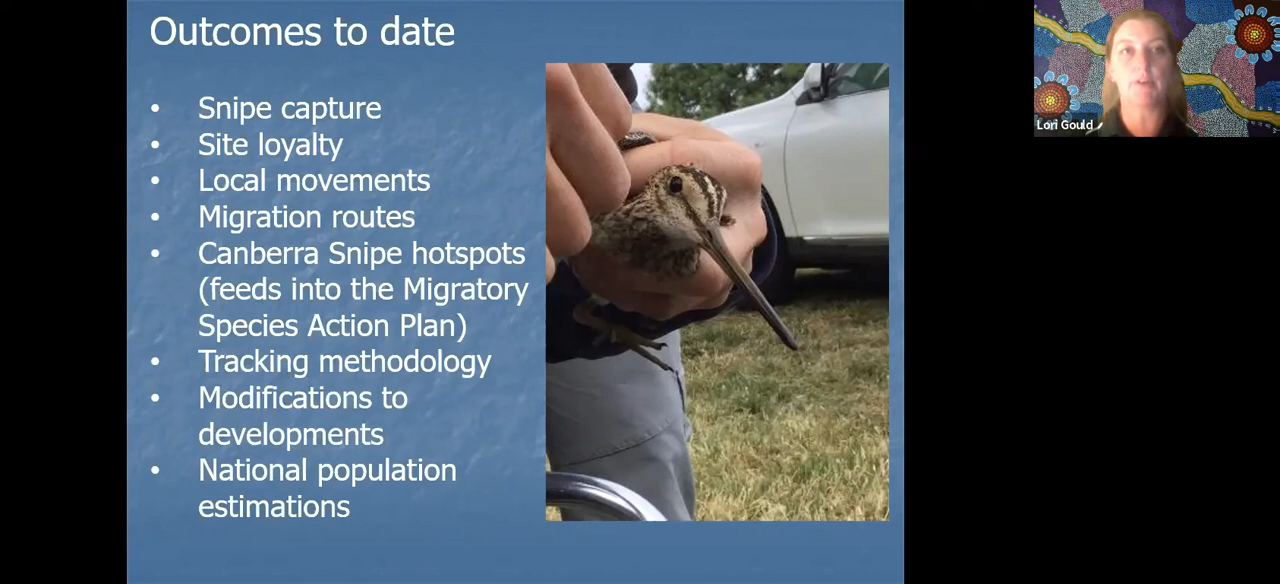 Outcomes to date
• Snipe capture
• Site loyalty
• Local movements
• Migration routes
• Canberra Snipe hotspots
(feeds into the Migratory
Species Action Plan)
• Tracking methodology
• Modifications to
developments
• National population
estimations
Lori Gould